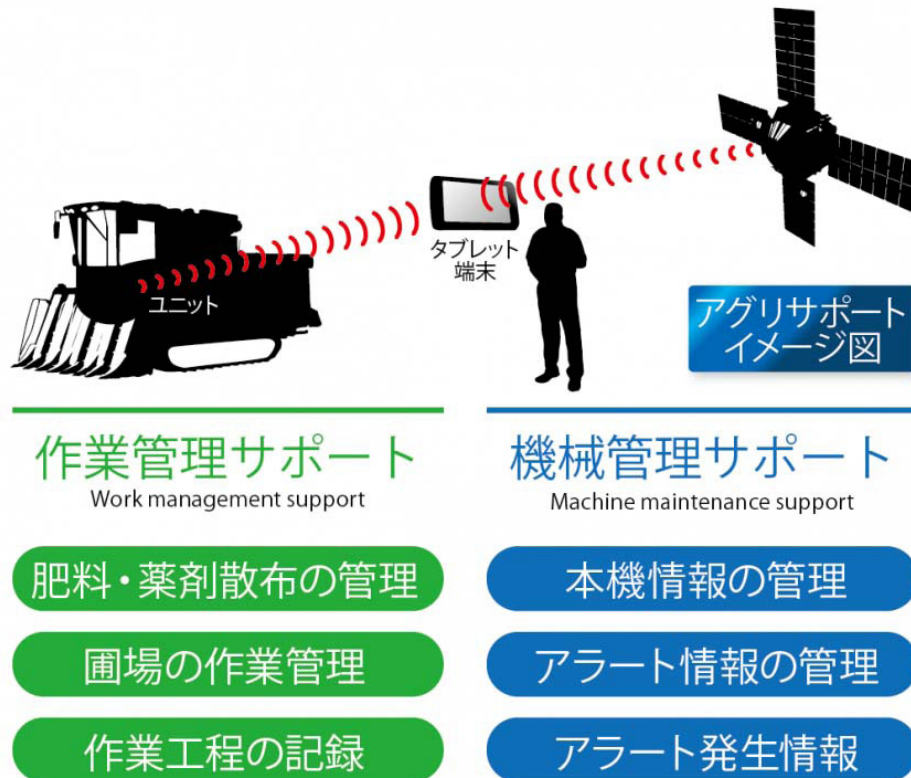 タブレット
端末
ユニット
アグリサポート
イメージ図
作業管理サポート
Work management support
肥料・薬剤散布の管理
圃場の作業管理
作業工程の記録
機械管理サポート
Machine maintenance support
本機情報の管理
アラート情報の管理
アラート発生情報